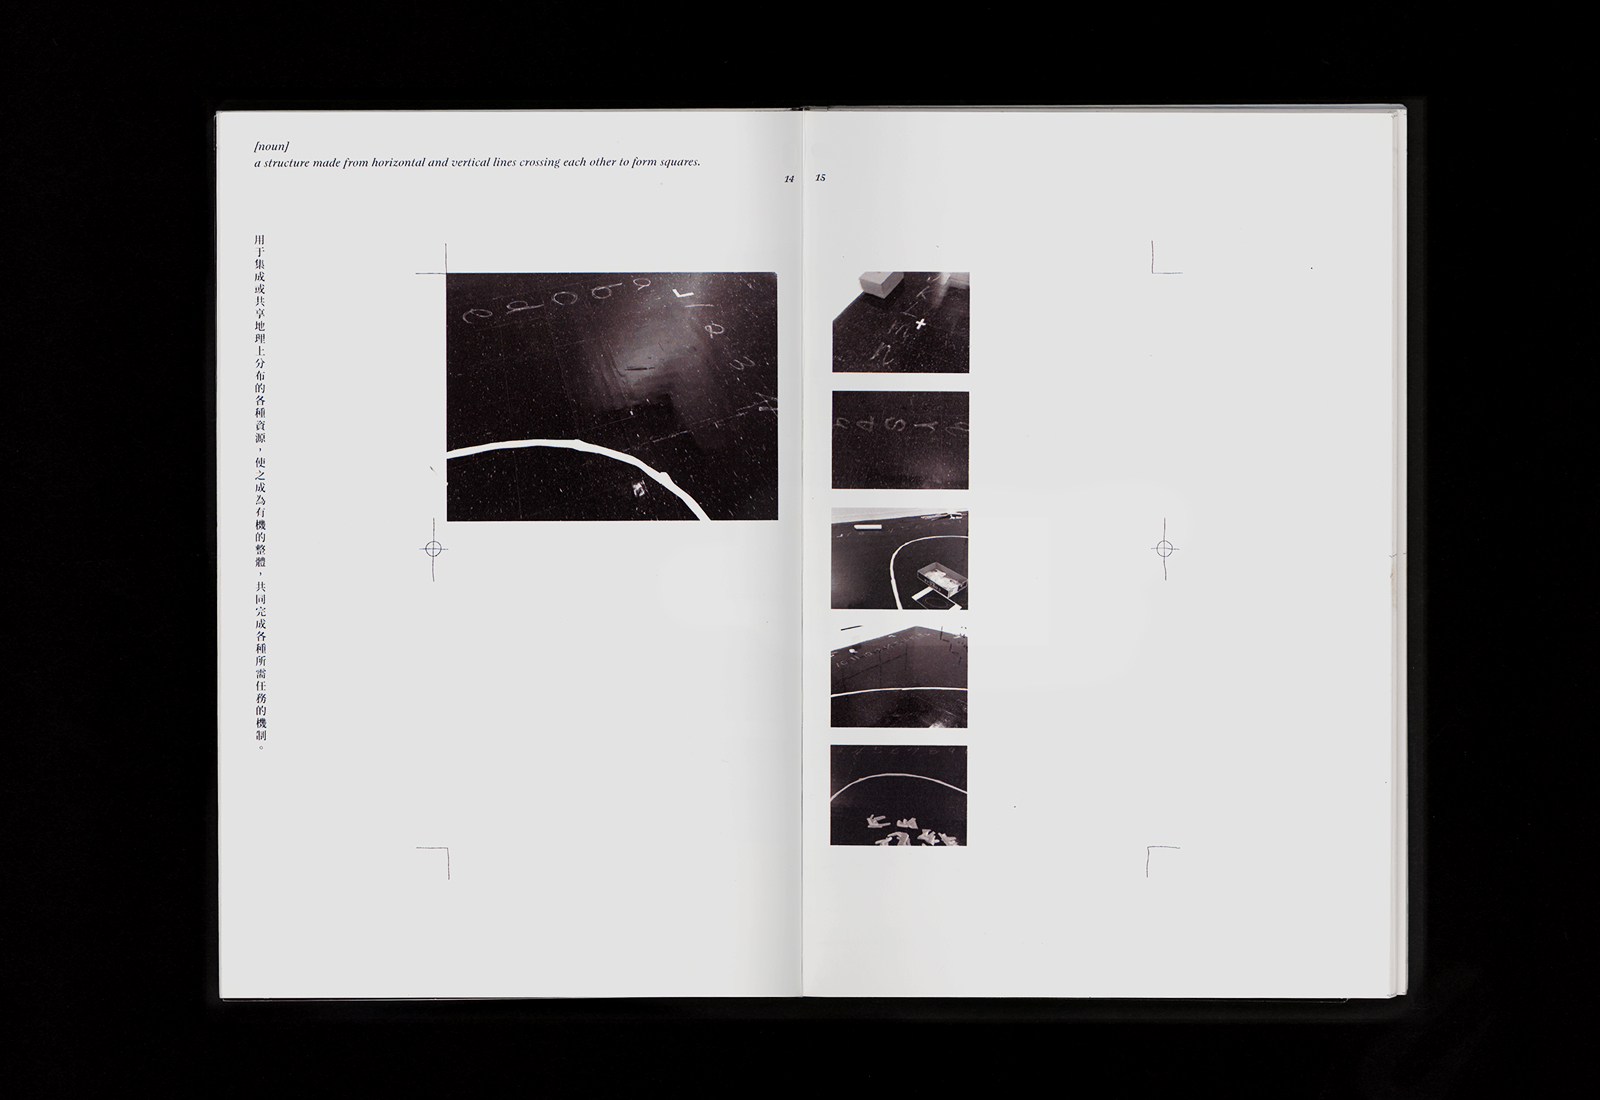 [noun]
a structure made from horizontal and vertical lines crossing each other to form squares.
14
15
用于集成或共享地理上分布的各種資源，使之成為有機的整體，共同完成各種所需任務的機制。